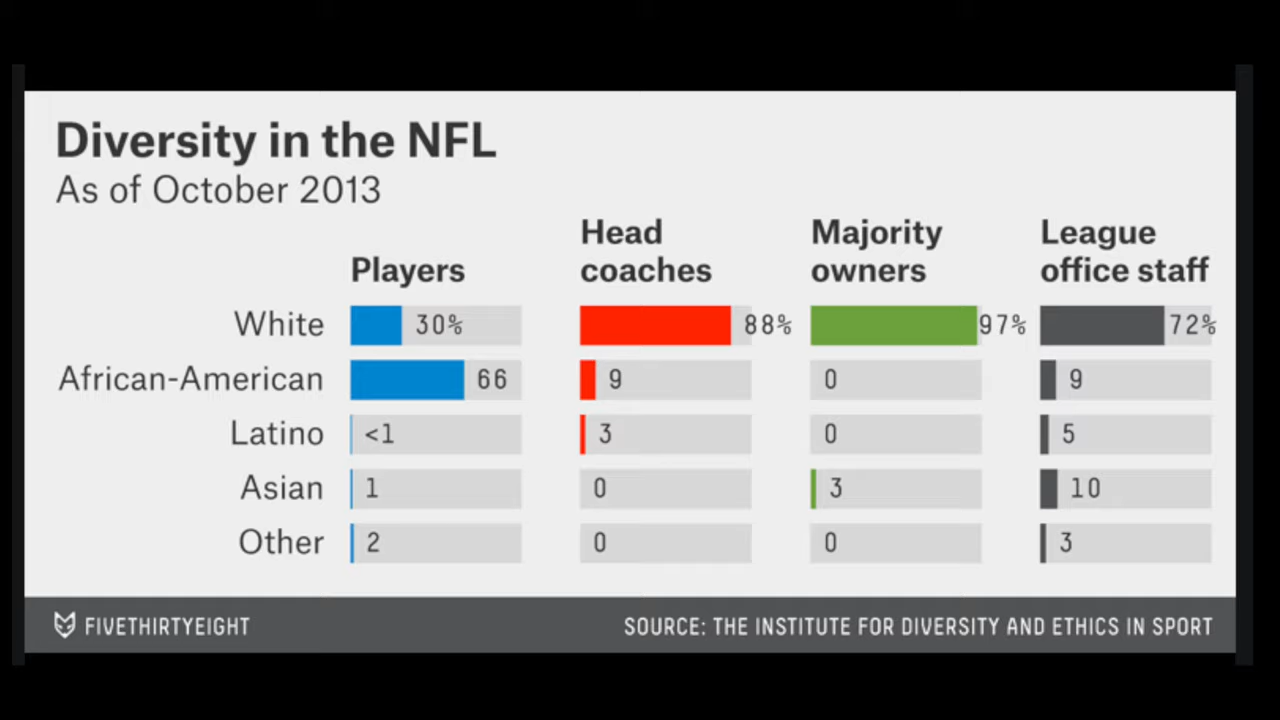 Diversity in the NFL
As of October 2013
Players Head coaches Majority owners League office staff
White 30% 88% 97% 72%
African-American 66 9 0 9
Latino <1 3 0 5
Asian 1 0 3 10
Other 2 0 0 3
FIVETHIRTYEIGHT SOURCE: THE INSTITUTE FOR DIVERSITY AND ETHICS IN SPORT